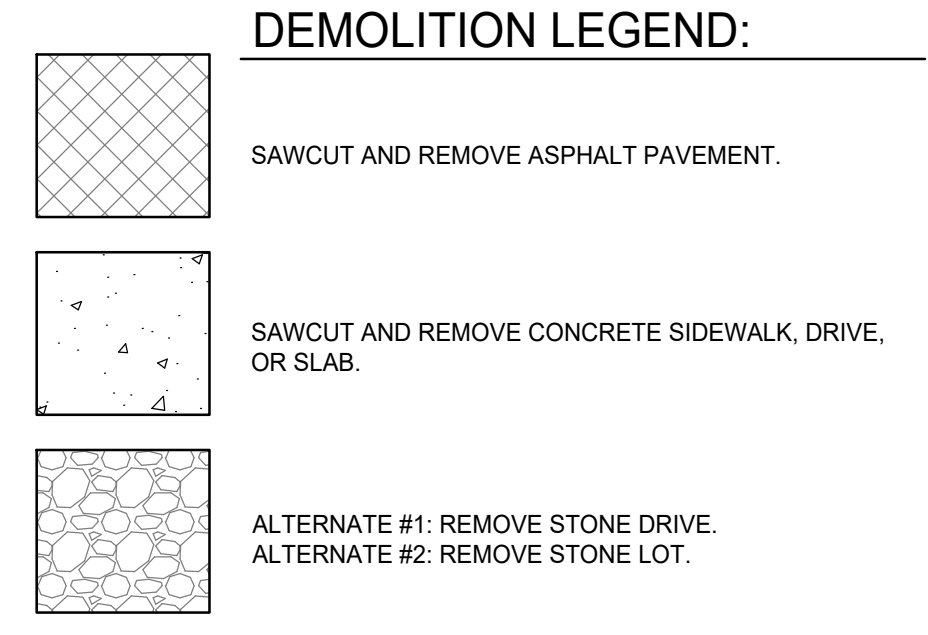 DEMOLITION LEGEND:
SAWCUT AND REMOVE ASPHALT PAVEMENT.
SAWCUT AND REMOVE CONCRETE SIDEWALK, DRIVE,
OR SLAB.
ALTERNATE #1: REMOVE STONE DRIVE.
ALTERNATE #2: REMOVE STONE LOT.